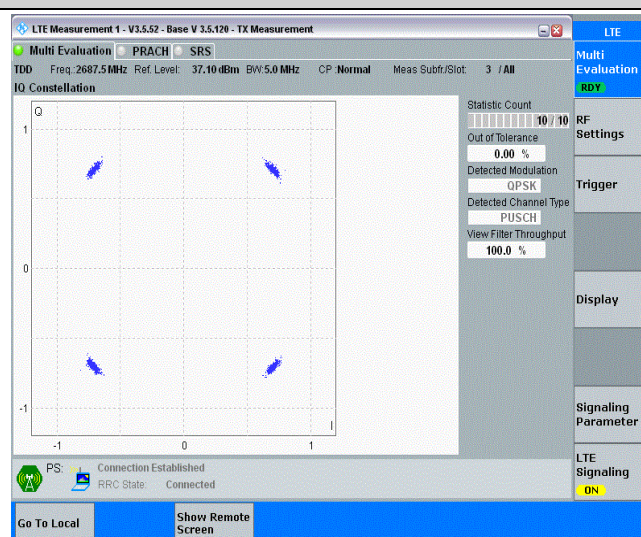 LTE Measurement 1 - V3.5.52 - Base V 3.5.120 - TX Measurement
LTE
Multi Evaluation PRACH SRS
Multi
Evaluation
RDY
TDD Freq.:2687.5 MHz Ref. Level: 37.10 dBm BW:5.0 MHz CP :Normal Meas Subfr./Slot: 3 / All
IQ Constellation
Q
1
0
-1
-1 0 1
I
Statistic Count
10 / 10
Out of Tolerance
0.00 %
Detected Modulation
QPSK
Detected Channel Type
PUSCH
View Filter Throughput
100.0 %
RF
Settings
Trigger
Display
Signaling
Parameter
LTE
Signaling
ON
PS: Connection Established
RRC State: Connected
Go To Local
Show Remote
Screen